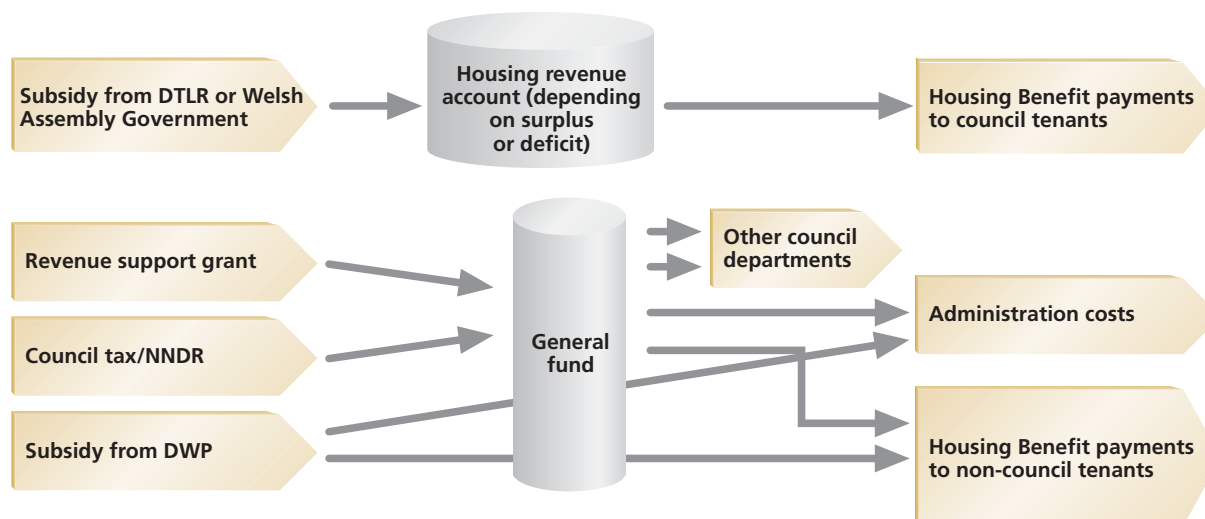 Subsidy from DTLR or Welsh
Assembly Government
Housing revenue
account (depending
on surplus
or deficit)
Housing Benefit payments
to council tenants
Revenue support grant
Council tax/NNDR
Subsidy from DWP
General
fund
Other council
departments
Administration costs
Housing Benefit payments
to non-council tenants